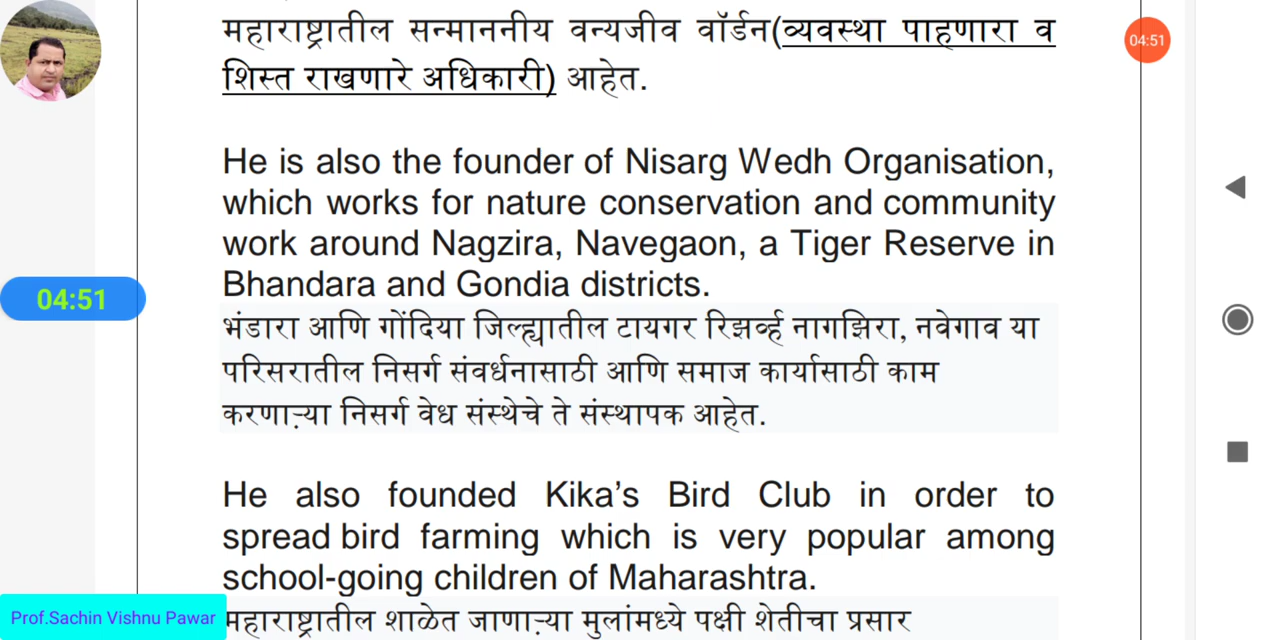 महाराष्ट्रातील सन्माननीय वन्यजीव वॉर्डन(व्यवस्था पाहणारा व
04:51
शिस्त राखणारे अधिकारी) आहेत.
He is also the founder of Nisarg Wedh Organisation,
which works for nature conservation and community
work around Nagzira, Navegaon, a Tiger Reserve in
Bhandara and Gondia districts.
04:51
भंडारा आणि गोंदिया जिल्ह्यातील टायगर रिझर्व्ह नागझिरा, नवेगाव या
परिसरातील निसर्ग संवर्धनासाठी आणि समाज कार्यासाठी काम
करणाऱ्या निसर्ग वेध संस्थेचे ते संस्थापक आहेत.
He also founded Kika’s Bird Club in order to
spread bird farming which is very popular among
school-going children of Maharashtra.
Prof.Sachin Vishnu Pawar
महाराष्ट्रातील शाळेत जाणाऱ्या मुलांमध्ये पक्षी शेतीचा प्रसार